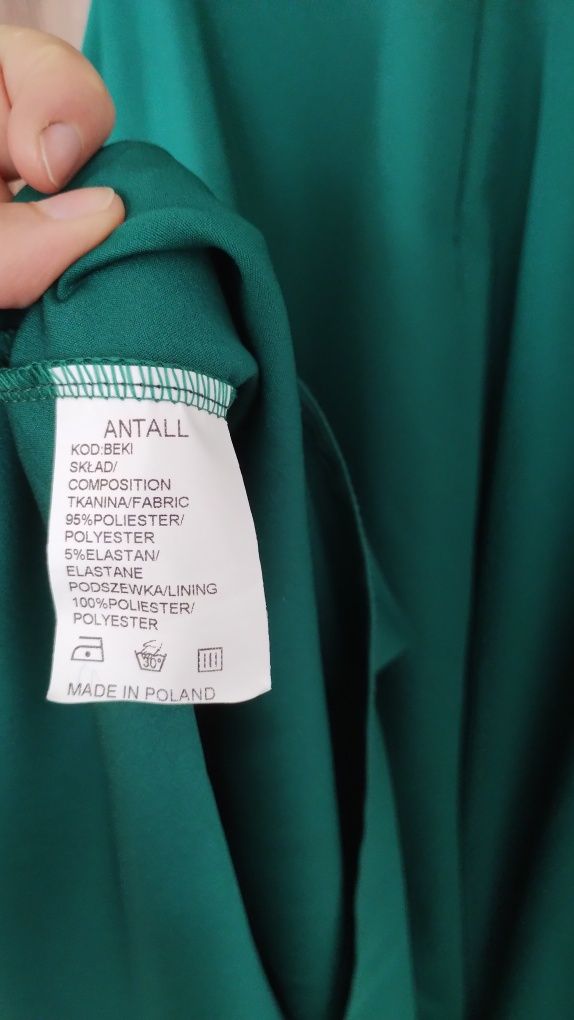 ANTALL
KOD:BEKI
SKŁAD/
COMPOSITION
TKANINA/FABRIC
95%POLIESTER/
POLYESTER
5%ELASTAN/
ELASTANE
PODSZEWKA/LINING
100%POLIESTER/
POLYESTER
30°
MADE IN POLAND